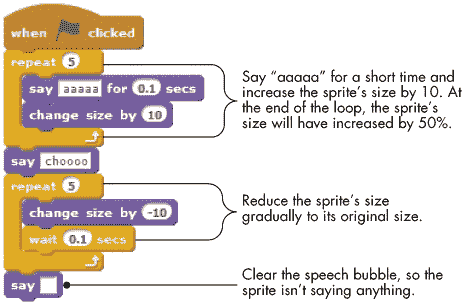 when clicked
repeat 5
say aaaaa for 0.1 secs
change size by 10
say choooo
repeat 5
change size by -10
wait 0.1 secs
say
Say “aaaaa” for a short time and
increase the sprite’s size by 10. At
the end of the loop, the sprite’s
size will have increased by 50%.
Reduce the sprite’s size
gradually to its original size.
Clear the speech bubble, so the
sprite isn’t saying anything.